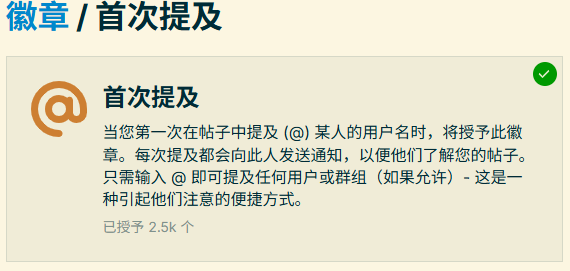 徽章 / 首次提及
首次提及
当您第一次在帖子中提及 (@) 某人的用户名时，将授予此徽
章。每次提及都会向此人发送通知，以便他们了解您的帖子。
只需输入 @ 即可提及任何用户或群组（如果允许）- 这是一
种引起他们注意的便捷方式。
已授予 2.5k 个